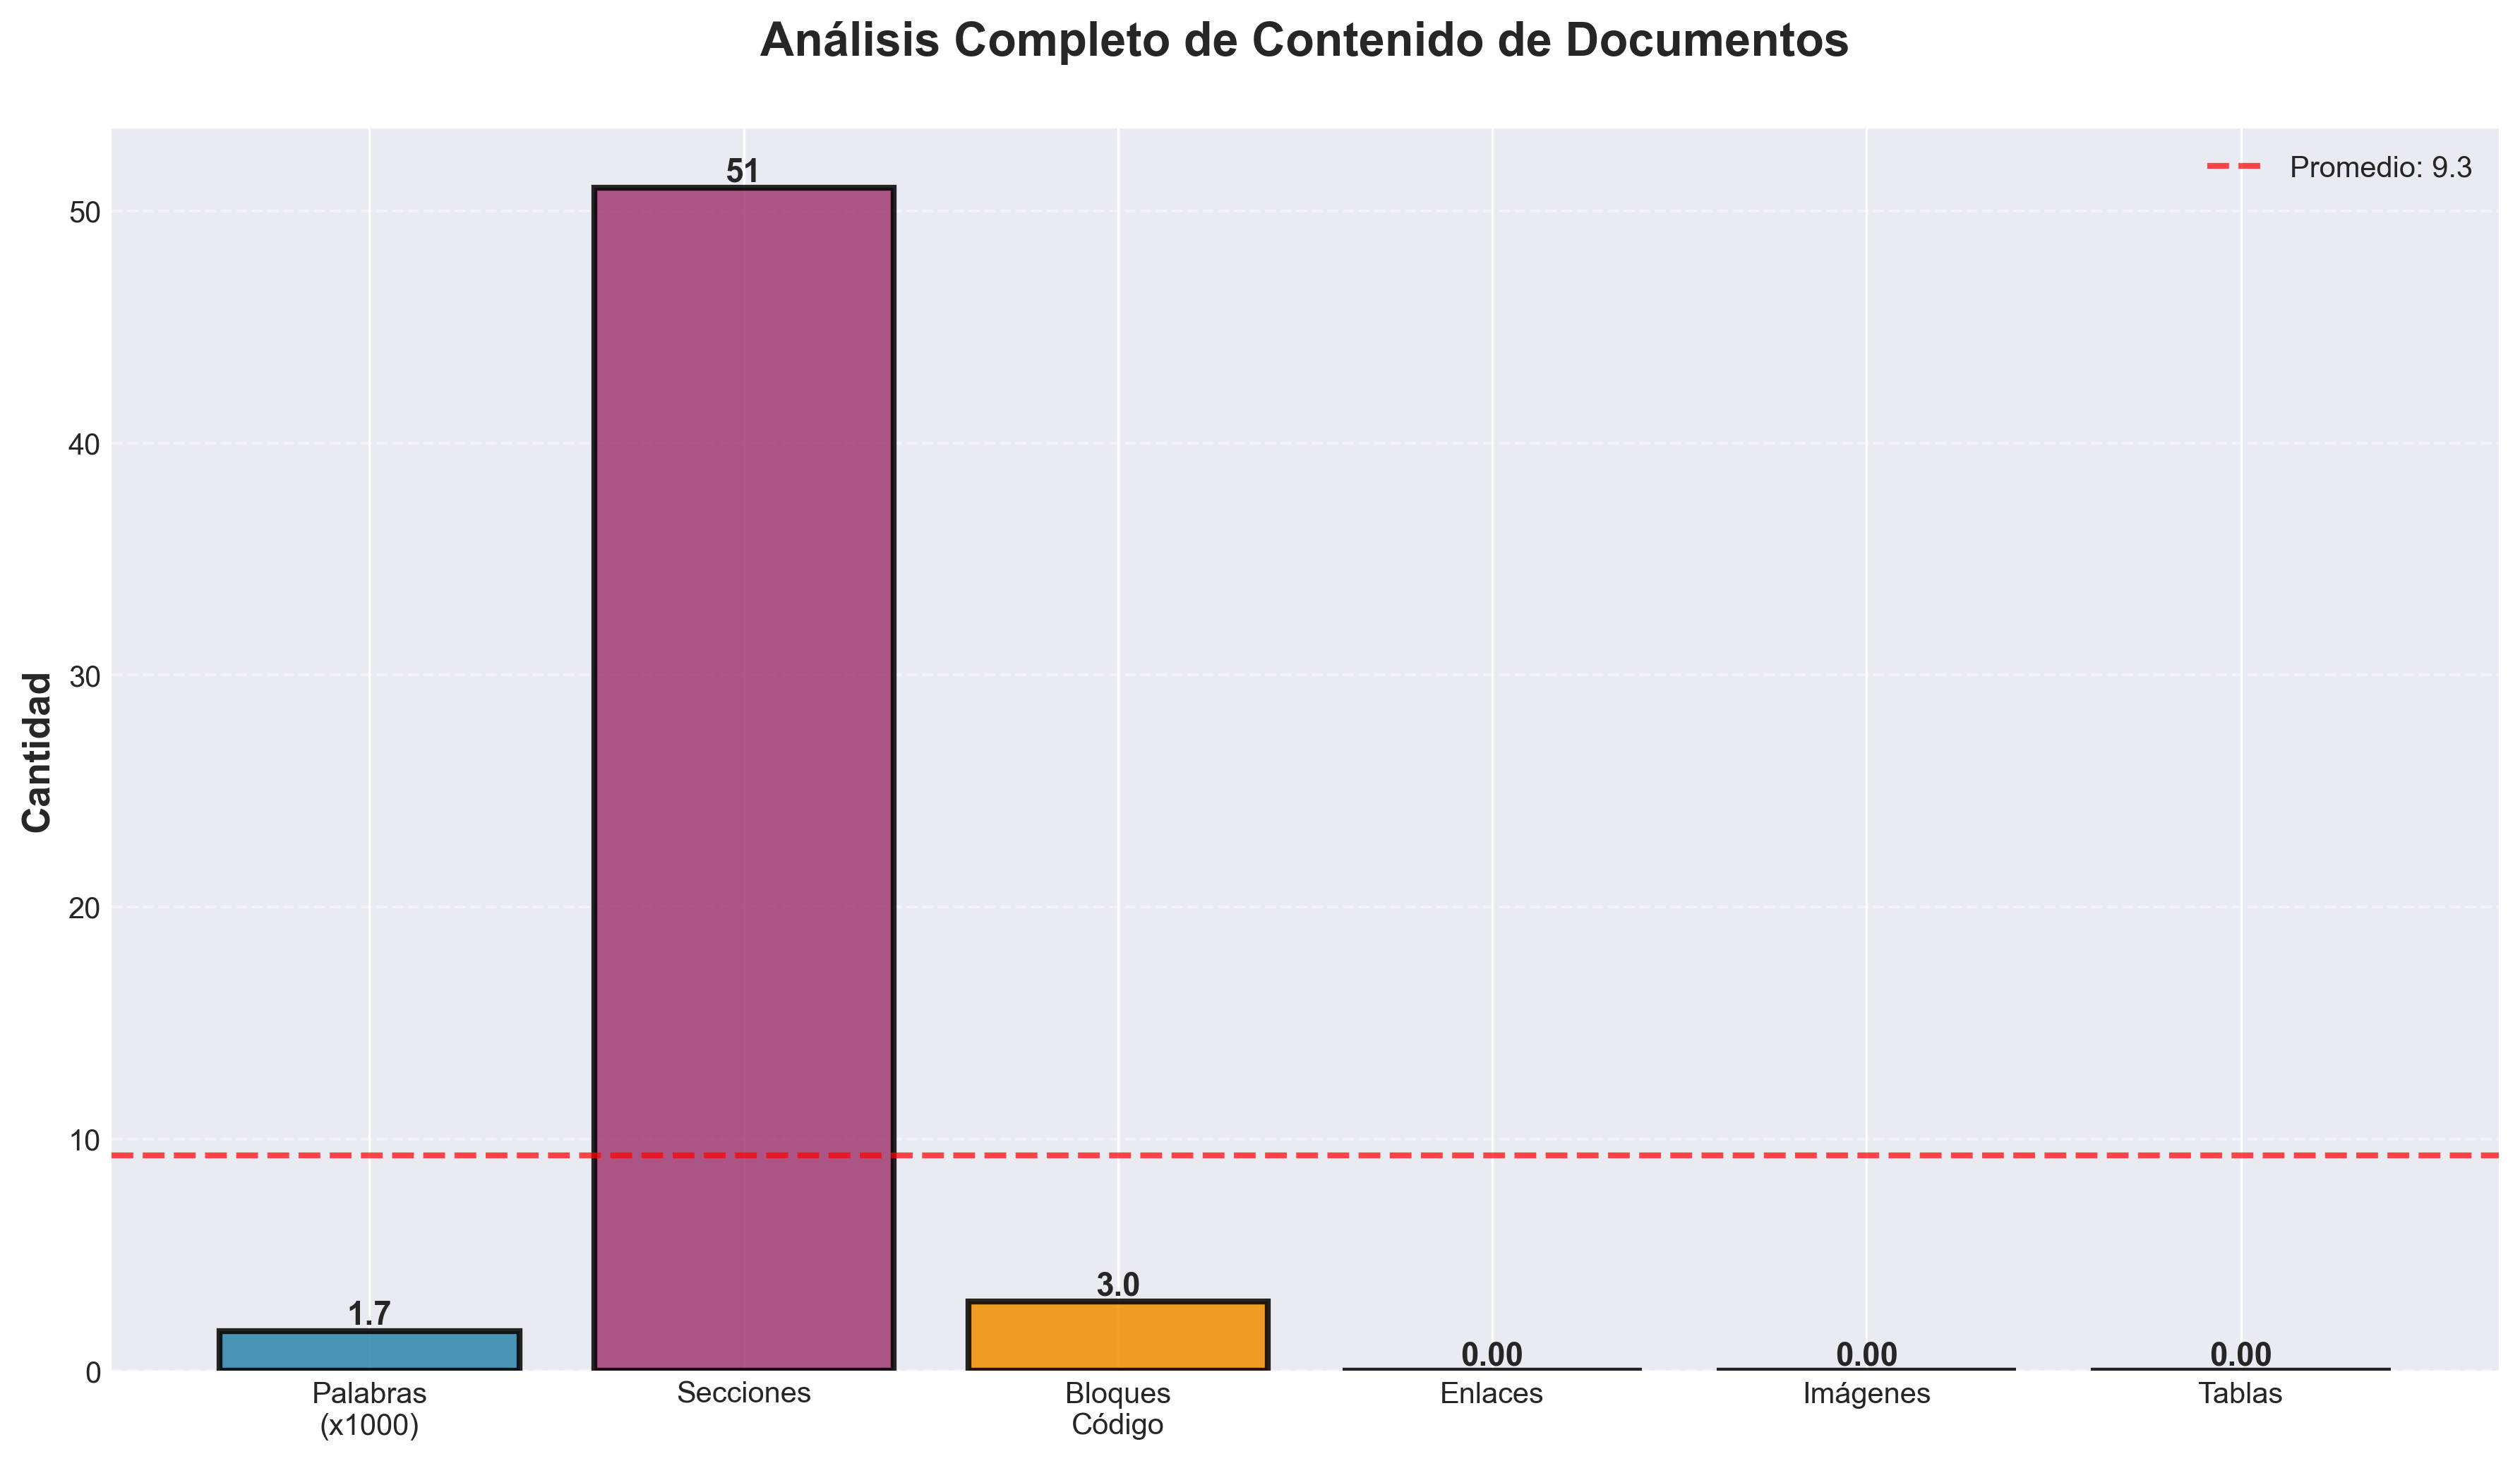 Análisis Completo de Contenido de Documentos
Promedio: 9.3
Cantidad
50
40
30
20
10
0
1.7
51
3.0
0.00
0.00
0.00
Palabras
(x1000)
Secciones
Bloques
Código
Enlaces
Imágenes
Tablas